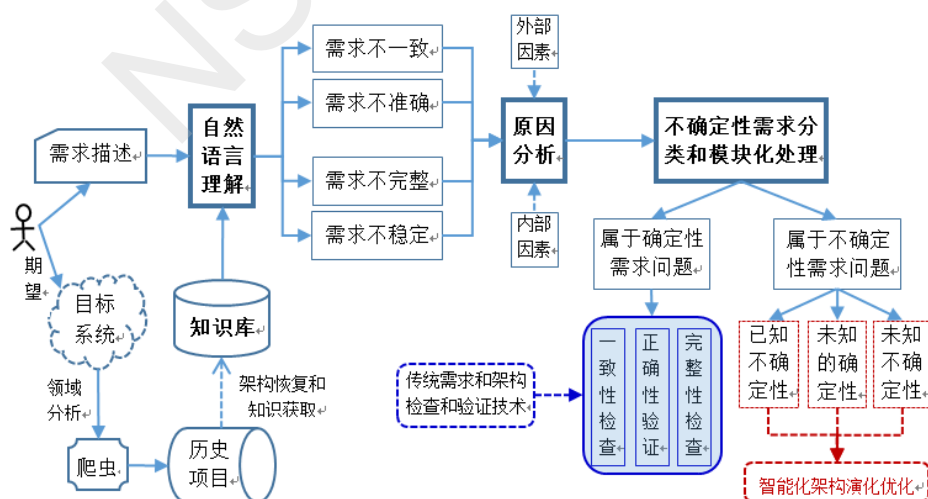 NS
外部
因素
需求不一致
需求不准确
需求不完整
需求不稳定
需求描述
自然
语言
理解
原因
分析
不确定性需求分
类和模块化处理
内部
因素
属于确定性
需求问题
属于不确定
性需求问题
期
望
目标
系统
知识库
领域
分析
架构恢复和
知识获取
爬虫
历史
项目
传统需求和架构
检查和验证技术
一致性检查
正确性验证
完整性检查
已知
不确
定性
未知
的确
定性
未知
不确
定性
智能化架构演化优化